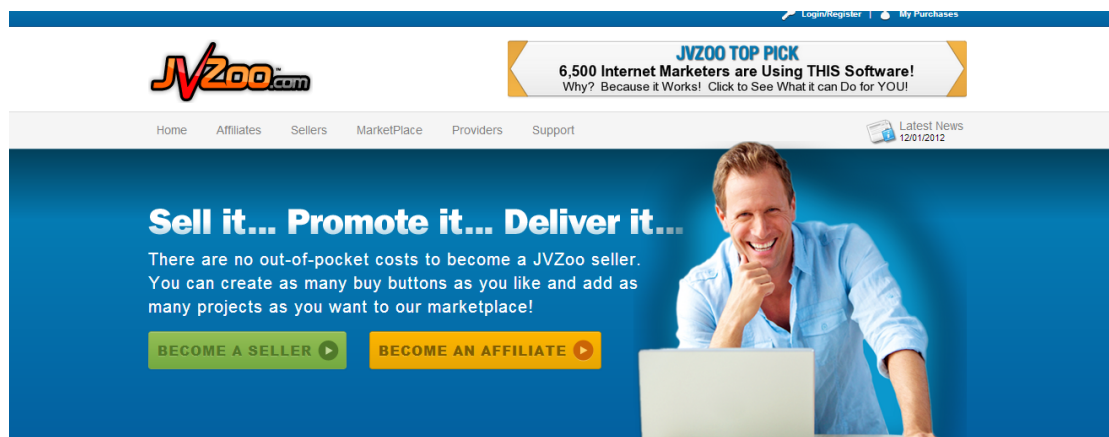 Login/Register | My Purchases
JVZoo.com
JVZOO TOP PICK
6,500 Internet Marketers are Using THIS Software!
Why? Because it Works! Click to See What it can Do for YOU!
Home Affiliates Sellers MarketPlace Providers Support
Latest News
12/01/2012
Sell it... Promote it... Deliver it...
There are no out-of-pocket costs to become a JVZoo seller.
You can create as many buy buttons as you like and add as
many projects as you want to our marketplace!
BECOME A SELLER
BECOME AN AFFILIATE